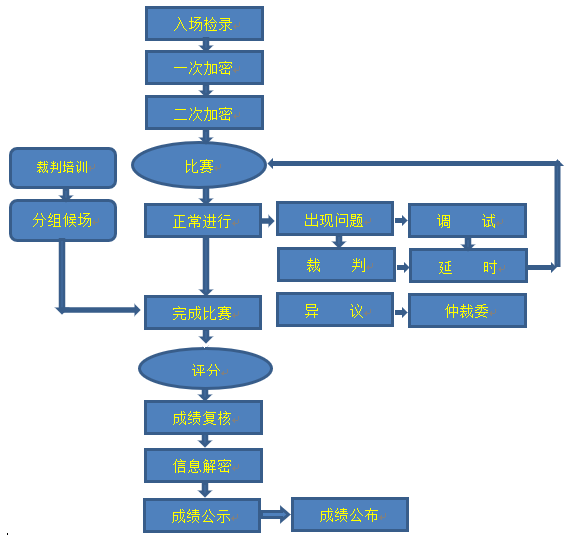 入场检录
一次加密
二次加密
比赛
裁判培训
分组候场
正常进行
出现问题
调 试
裁 判
延 时
完成比赛
异 议
仲裁委
评分
成绩复核
信息解密
成绩公示
成绩公布